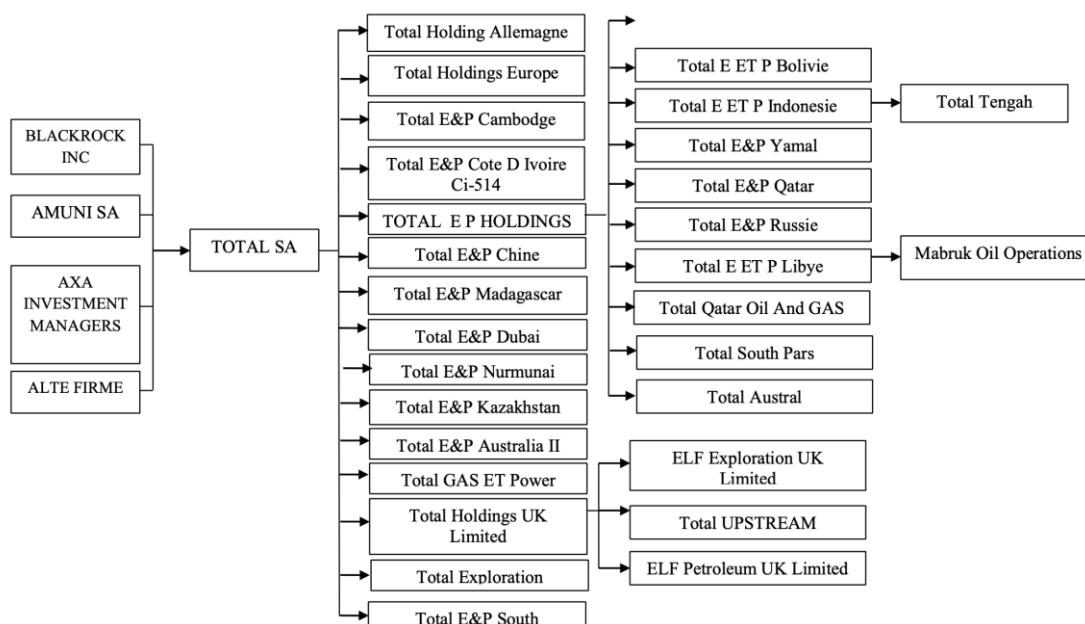 BLACKROCK
INC
AMUNI SA
AXA
INVESTMENT
MANAGERS
ALTE FIRME
TOTAL SA
Total Holding Allemagne
Total Holdings Europe
Total E&P Cambodge
Total E&P Cote D Ivoire
Ci-514
TOTAL E P HOLDINGS
Total E&P Chine
Total E&P Madagascar
Total E&P Dubai
Total E&P Nurmunai
Total E&P Kazakhstan
Total E&P Australia II
Total GAS ET Power
Total Holdings UK
Limited
Total Exploration
Total E&P South
Total E ET P Bolivie
Total E ET P Indonesie
Total E&P Yamal
Total E&P Qatar
Total E&P Russie
Total E ET P Libye
Total Qatar Oil And GAS
Total South Pars
Total Austral
ELF Exploration UK
Limited
Total UPSTREAM
ELF Petroleum UK Limited
Total Tengah
Mabruk Oil Operations